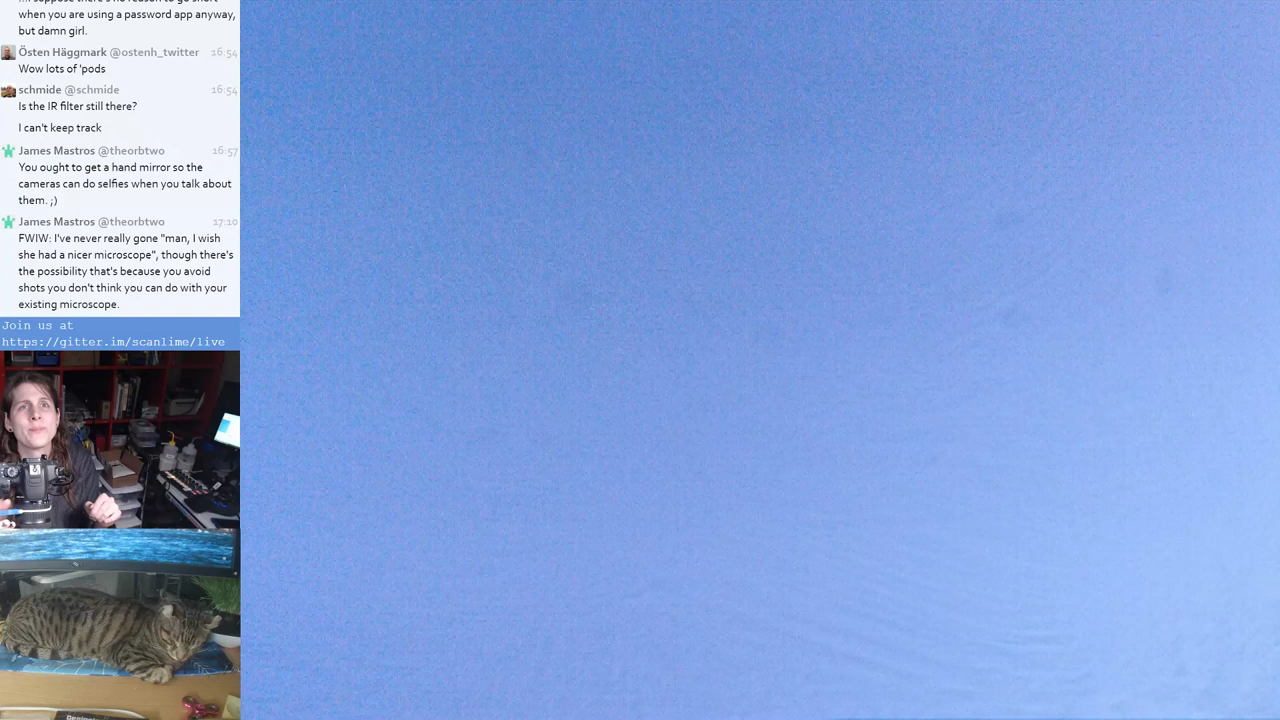 when you are using a password app anyway,
but damn girl.
Östen Häggmark @ostenh_twitter 16:54
Wow lots of 'pods
schmide @schmide 16:54
Is the IR filter still there?
I can't keep track
James Mastros @theorbtwo 16:57
You ought to get a hand mirror so the
cameras can do selfies when you talk about
them. ;)
James Mastros @theorbtwo 17:10
FWIW: I've never really gone "man, I wish
she had a nicer microscope", though there's
the possibility that's because you avoid
shots you don't think you can do with your
existing microscope.
Join us at
https://gitter.im/scanlime/live